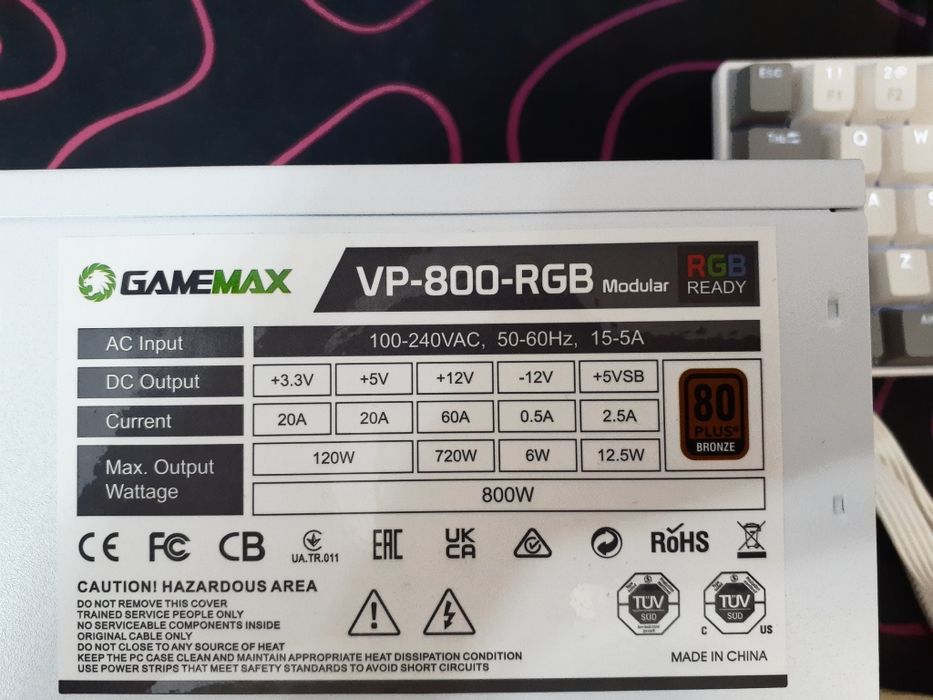 ESC 1! 2@
F1 F2
Q W
A S
Z
GAMEMAX VP-800-RGB Modular RGB READY
AC Input 100-240VAC, 50-60Hz, 15-5A
DC Output +3.3V +5V +12V -12V +5VSB
Current 20A 20A 60A 0.5A 2.5A
Max. Output Wattage 120W 720W 6W 12.5W
800W
80 PLUS® BRONZE
CE FC CB UA.TR.011 EAC UKCA RoHS
CAUTION! HAZARDOUS AREA
DO NOT REMOVE THIS COVER
TRAINED SERVICE PEOPLE ONLY
NO SERVICEABLE COMPONENTS INSIDE
ORIGINAL CABLE ONLY
DO NOT CLOSE TO ANY SOURCE OF HEAT
KEEP THE PC CASE CLEAN AND MAINTAIN APPROPRIATE HEAT DISSIPATION CONDITION
USE POWER STRIPS THAT MEET SAFETY STANDARDS TO AVOID SHORT CIRCUITS
TÜV SÜD
TÜV SÜD
C US
MADE IN CHINA